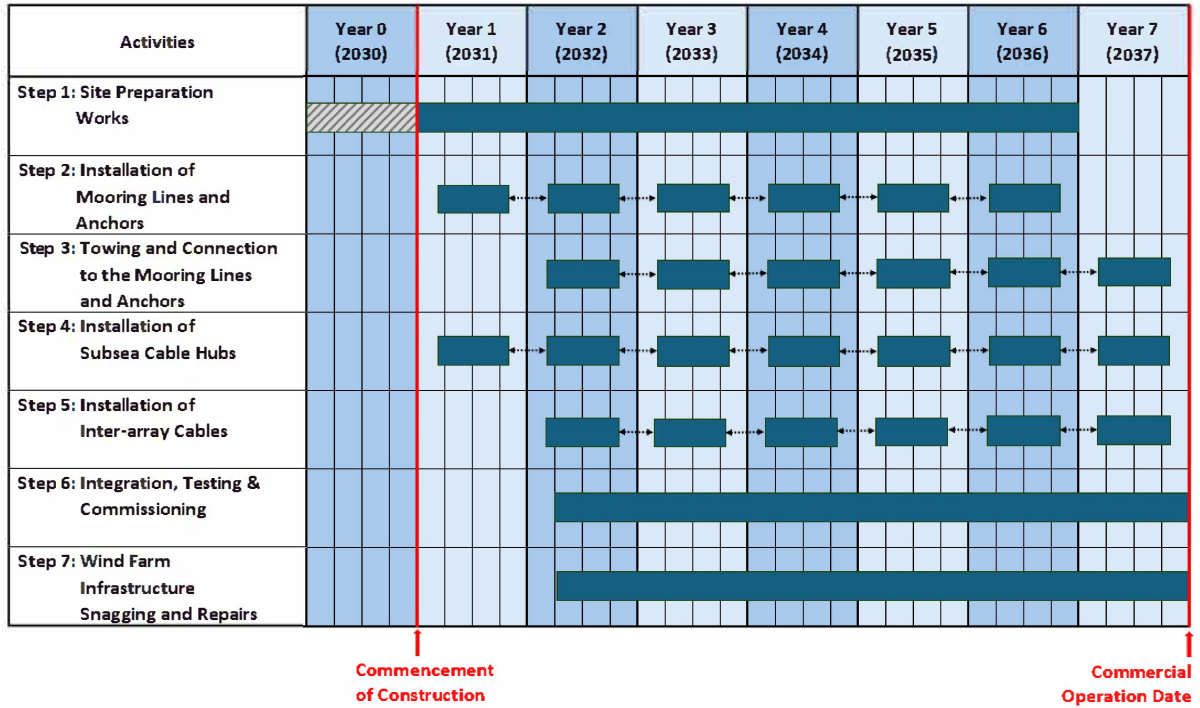 Activities
Year 0
(2030)
Year 1
(2031)
Year 2
(2032)
Year 3
(2033)
Year 4
(2034)
Year 5
(2035)
Year 6
(2036)
Year 7
(2037)
Step 1: Site Preparation
Works
Step 2: Installation of
Mooring Lines and
Anchors
Step 3: Towing and Connection
to the Mooring Lines
and Anchors
Step 4: Installation of
Subsea Cable Hubs
Step 5: Installation of
Inter-array Cables
Step 6: Integration, Testing &
Commissioning
Step 7: Wind Farm
Infrastructure
Snagging and Repairs
Commencement
of Construction
Commercial
Operation Date